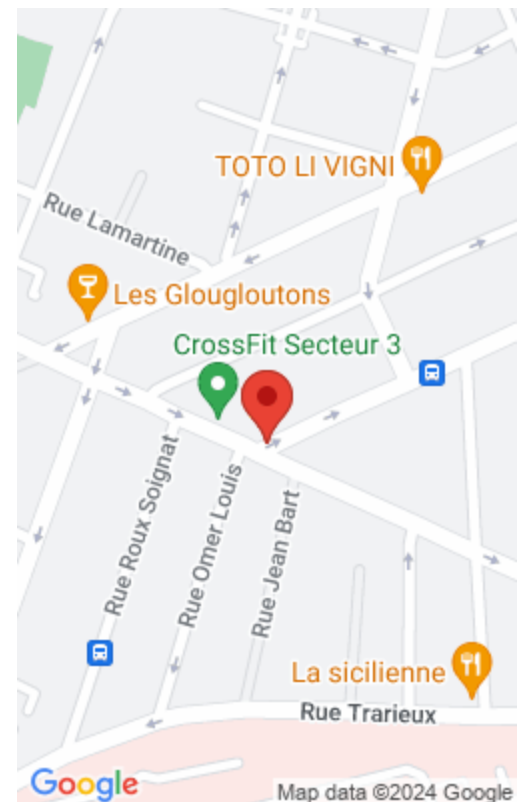 TOTO LI VIGNI
Rue Lamartine
Les Glougloutons
CrossFit Secteur 3
Rue Roux Soignat
Rue Omer Louis
Rue Jean Bart
La sicilienne
Rue Trarieux
Google
Map data ©2024 Google